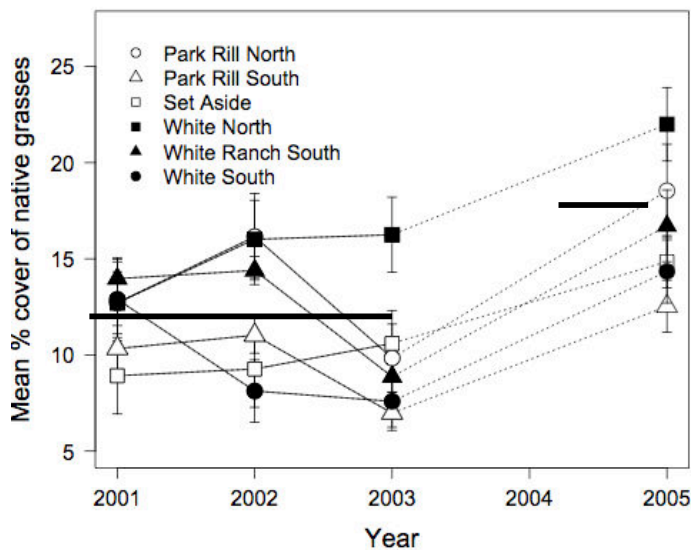 Mean % cover of native grasses
25
20
15
10
5
Park Rill North
Park Rill South
Set Aside
White North
White Ranch South
White South
2001
2002
2003
2004
2005
Year